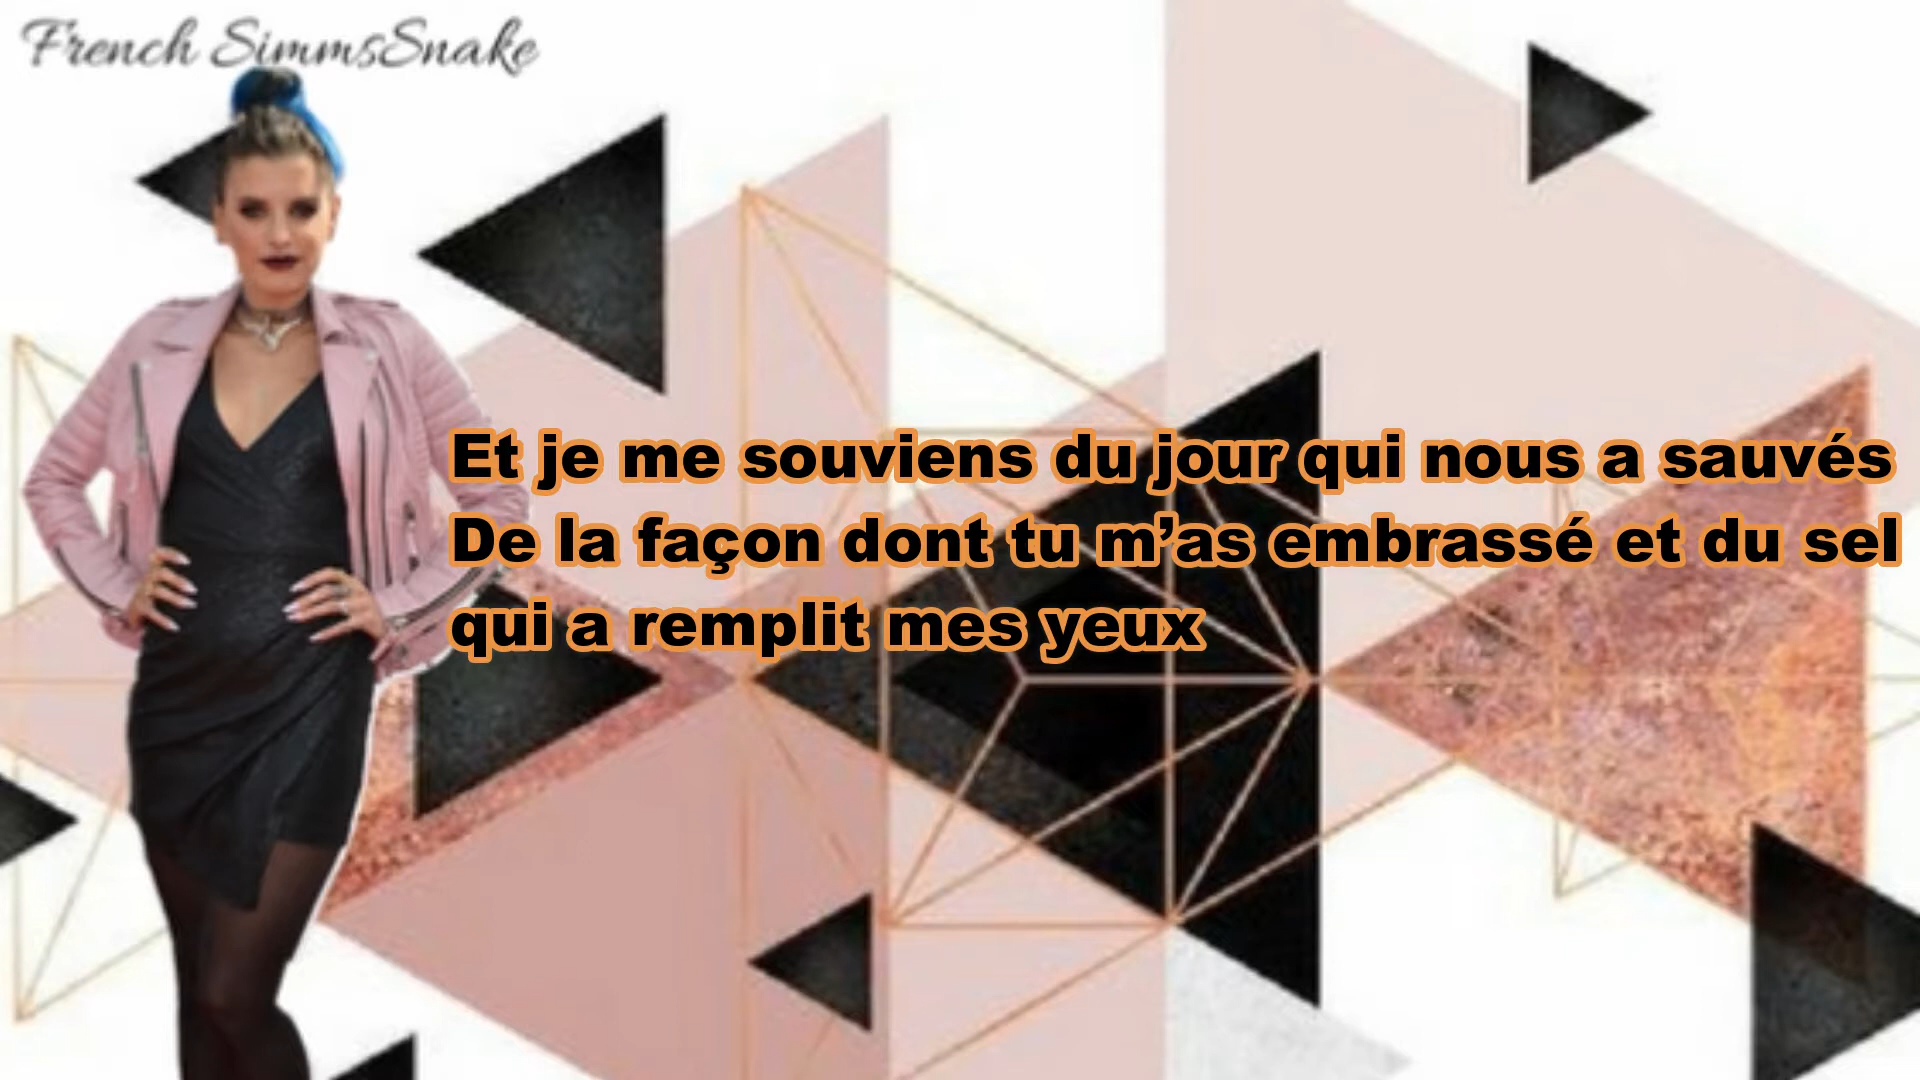 French SimmsSnake
Et je me souviens du jour qui nous a sauvés
De la façon dont tu m’as embrassé et du sel
qui a remplit mes yeux